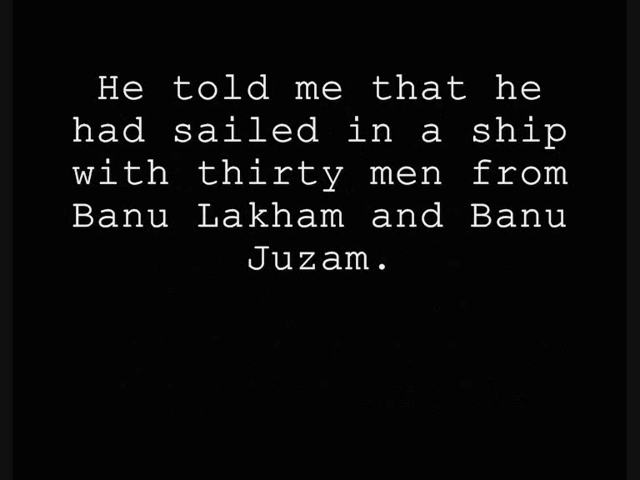 He told me that he
had sailed in a ship
with thirty men from
Banu Lakham and Banu
Juzam.